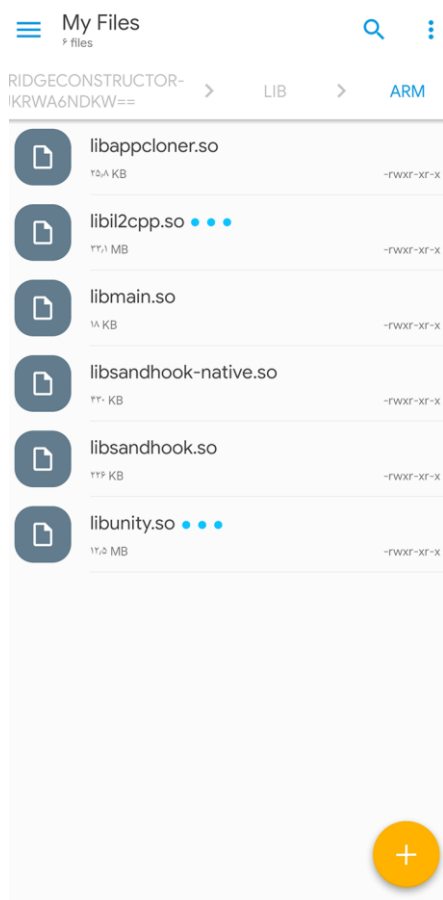 My Files
۶ files
RIDGECONSTRUCTOR-
JKRWA6NDKW==
LIB
ARM
libappcloner.so
۲۵٫۸ KB
-rwxr-xr-x
libil2cpp.so
۳۳٫۱ MB
-rwxr-xr-x
libmain.so
۱۸ KB
-rwxr-xr-x
libsandhook-native.so
۴۳۰ KB
-rwxr-xr-x
libsandhook.so
۲۲۶ KB
-rwxr-xr-x
libunity.so
۱۲٫۵ MB
-rwxr-xr-x